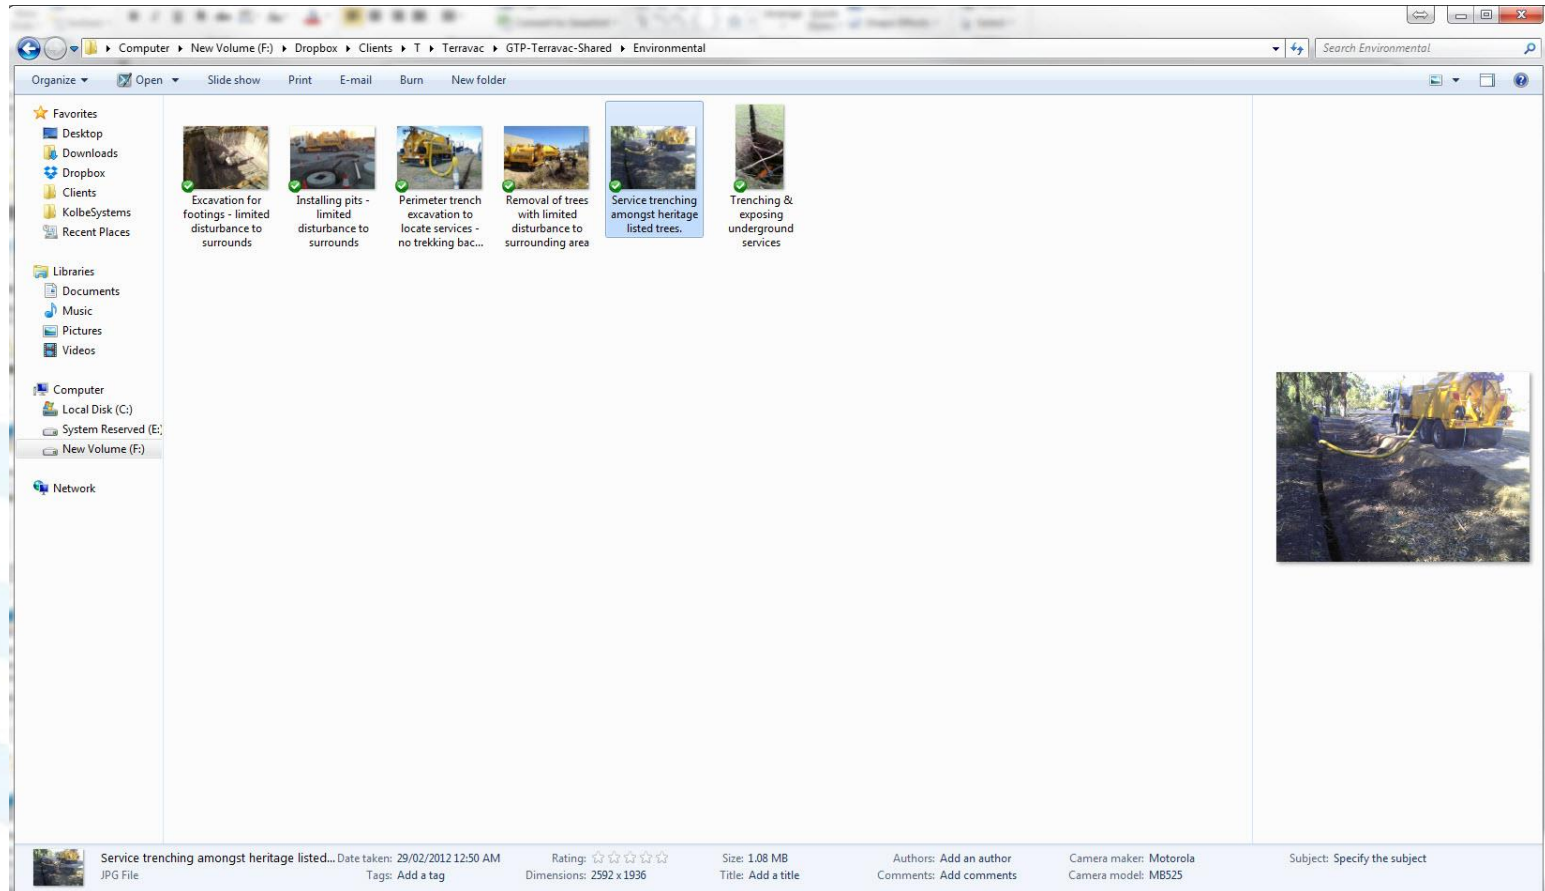 Computer ▸ New Volume (F:) ▸ Dropbox ▸ Clients ▸ T ▸ Terravac ▸ GTP-Terravac-Shared ▸ Environmental
Search Environmental
Organize Open Slide show Print E-mail Burn New folder
Favorites
Desktop
Downloads
Dropbox
Clients
KolbeSystems
Recent Places
Libraries
Documents
Music
Pictures
Videos
Computer
Local Disk (C:)
System Reserved (E:)
New Volume (F:)
Network
Excavation for
footings - limited
disturbance to
surrounds
Installing pits -
limited
disturbance to
surrounds
Perimeter trench
excavation to
locate services -
no trekking bac...
Removal of trees
with limited
disturbance to
surrounding area
Service trenching
amongst heritage
listed trees.
Trenching &
exposing
underground
services
Service trenching amongst heritage listed... Date taken: 29/02/2012 12:50 AM Rating: Size: 1.08 MB Authors: Add an author Camera maker: Motorola Subject: Specify the subject
JPG File Tags: Add a tag Dimensions: 2592 x 1936 Title: Add a title Comments: Add comments Camera model: MB525